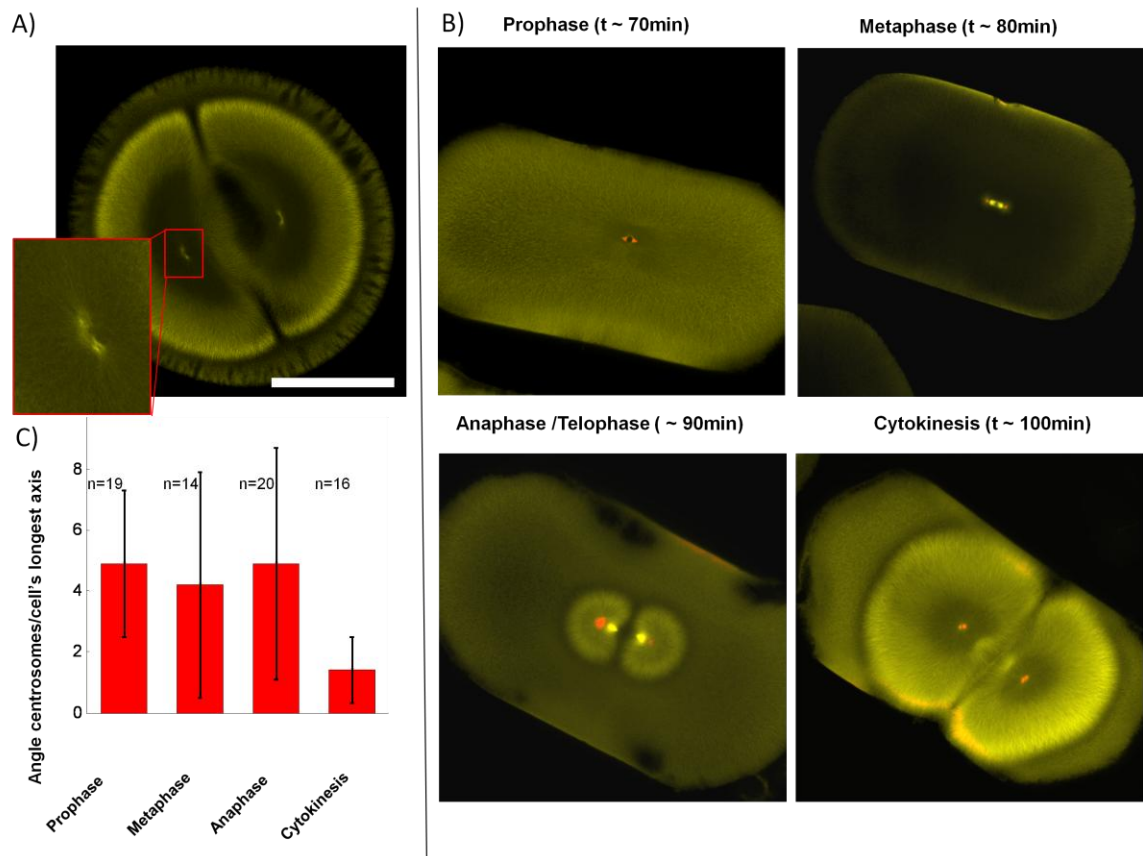 A)
B)
Prophase (t ~ 70min)
Metaphase (t ~ 80min)
Anaphase /Telophase ( ~ 90min)
Cytokinesis (t ~ 100min)
C)
Angle centrosomes/cell's longest axis
8
6
4
2
0
n=19
n=14
n=20
n=16
Prophase
Metaphase
Anaphase
Cytokinesis